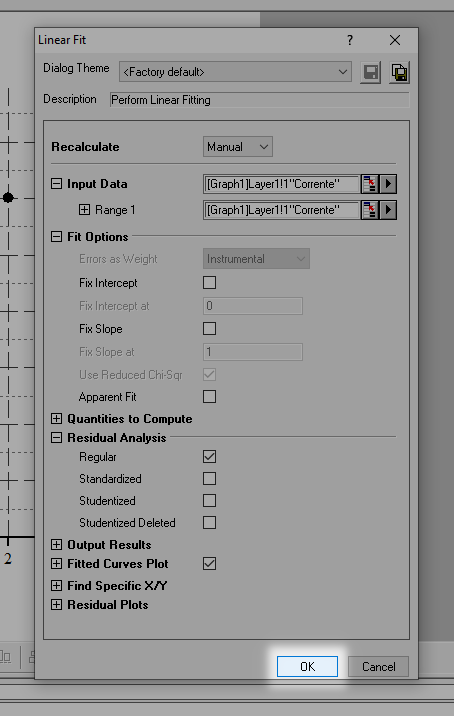 Linear Fit
?
Dialog Theme <Factory default>
Description Perform Linear Fitting
Recalculate Manual
Input Data [Graph1]Layer1!1"Corrente"
Range 1 [Graph1]Layer1!1"Corrente"
Fit Options
Errors as Weight Instrumental
Fix Intercept
Fix Intercept at 0
Fix Slope
Fix Slope at 1
Use Reduced Chi-Sqr
Apparent Fit
Quantities to Compute
Residual Analysis
Regular
Standardized
Studentized
Studentized Deleted
Output Results
Fitted Curves Plot
Find Specific X/Y
Residual Plots
2
OK Cancel